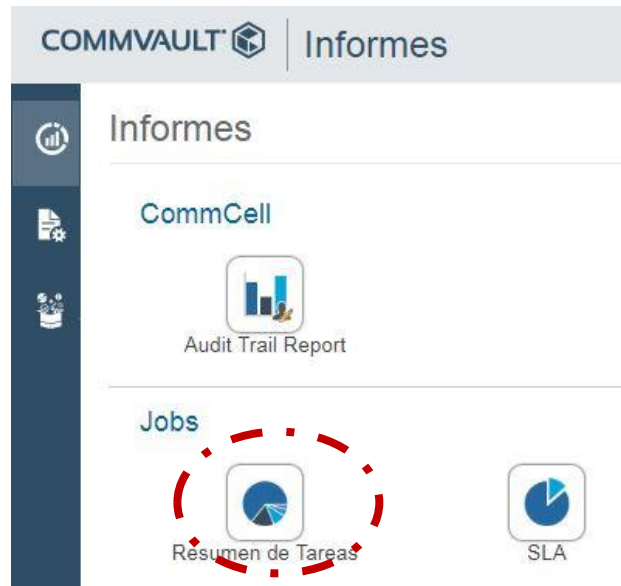 COMMVAULT Informes
Informes
CommCell
Audit Trail Report
Jobs
Resumen de Tareas SLA